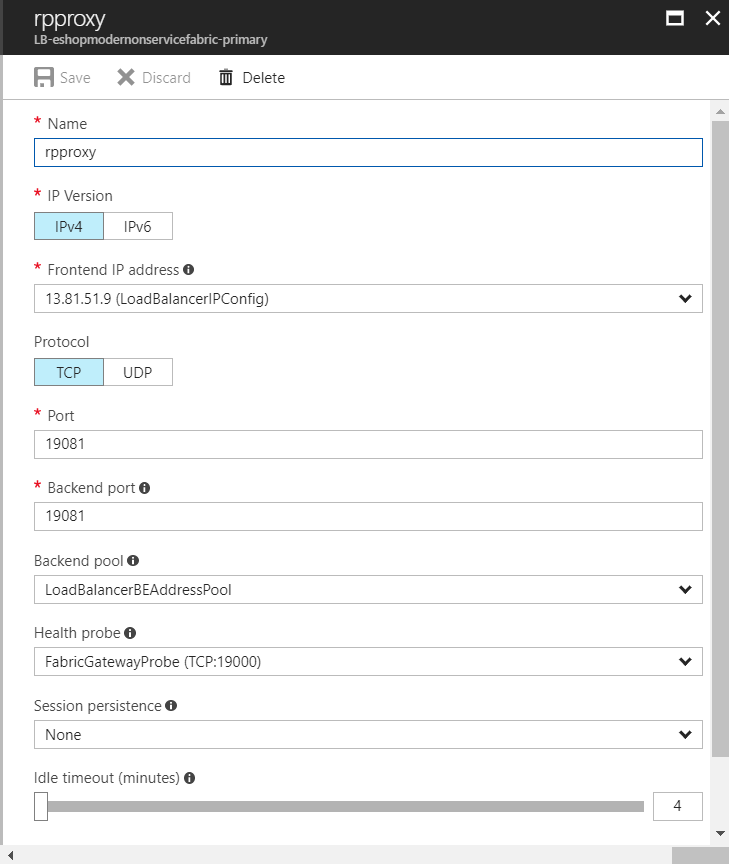 rpproxy
LB-eshopmodernonservicefabric-primary
Save Discard Delete
* Name
rpproxy
* IP Version
IPv4 IPv6
* Frontend IP address
13.81.51.9 (LoadBalancerIPConfig)
Protocol
TCP UDP
* Port
19081
* Backend port
19081
Backend pool
LoadBalancerBEAddressPool
Health probe
FabricGatewayProbe (TCP:19000)
Session persistence
None
Idle timeout (minutes)
4